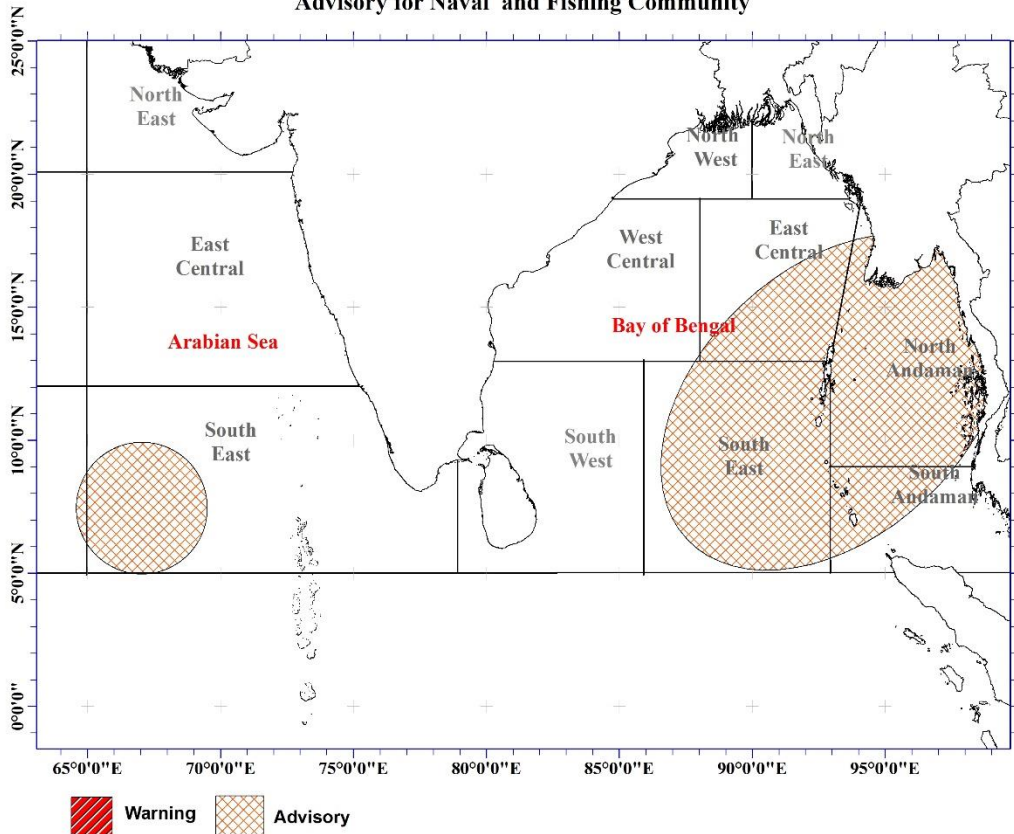 Advisory for Naval and Fishing Community
25°0'0"N
20°0'0"N
15°0'0"N
10°0'0"N
5°0'0"N
0°0'0"
North
East
North
West
North
East
East
Central
West
Central
East
Central
Arabian Sea
Bay of Bengal
North
Andaman
South
East
South
West
South
East
South
Andaman
65°0'0"E
70°0'0"E
75°0'0"E
80°0'0"E
85°0'0"E
90°0'0"E
95°0'0"E
Warning
Advisory